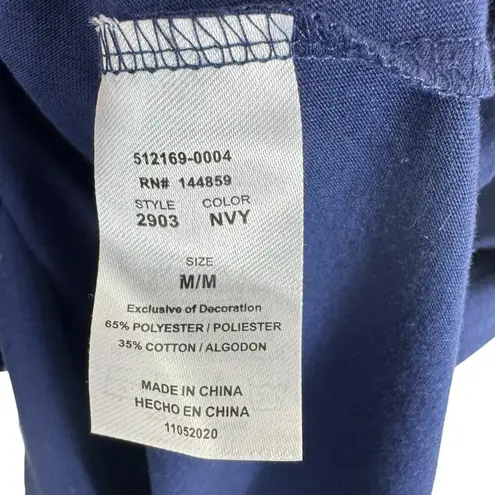 512169-0004
RN# 144859
STYLE COLOR
2903 NVY
SIZE
M/M
Exclusive of Decoration
65% POLYESTER / POLIESTER
35% COTTON / ALGODON
MADE IN CHINA
HECHO EN CHINA
11052020